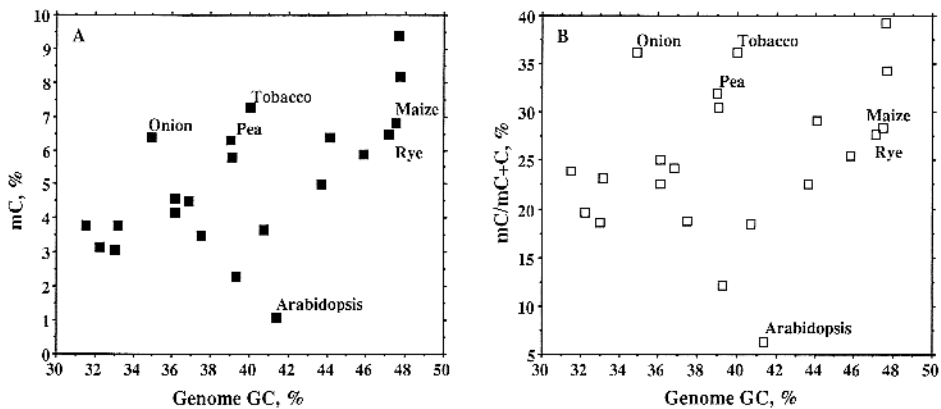 A
10
9
8
7
6
5
4
3
2
1
0
mC, %
Onion
Tobacco
Pea
Maize
Rye
Arabidopsis
30 32 34 36 38 40 42 44 46 48 50
Genome GC, %
B
40
35
30
25
20
15
10
5
mC/mC+C, %
Onion
Tobacco
Pea
Maize
Rye
Arabidopsis
30 32 34 36 38 40 42 44 46 48 50
Genome GC, %